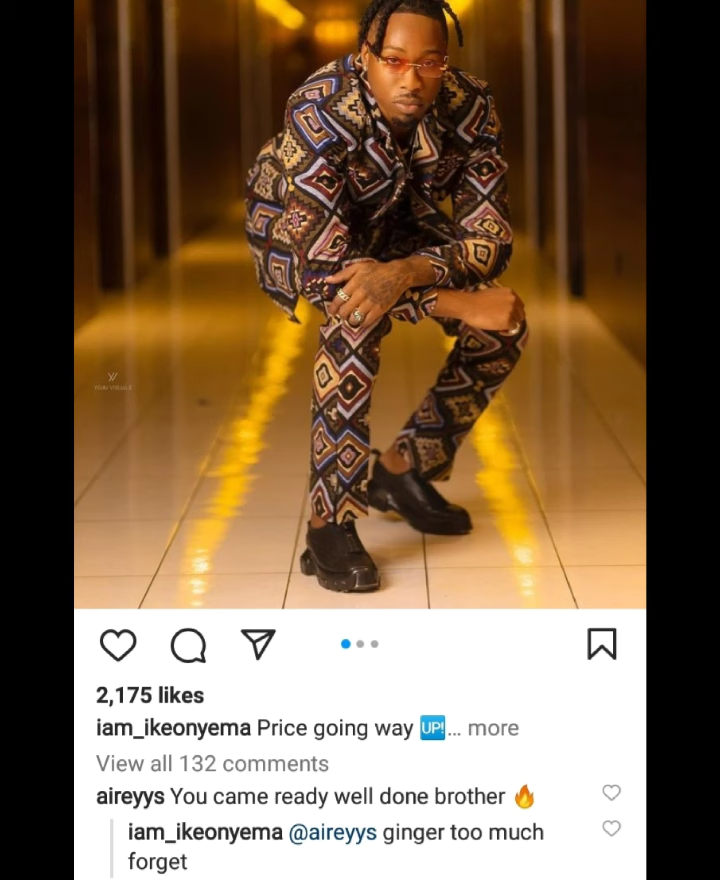 2,175 likes
iam_ikeonyema Price going way UP!... more
View all 132 comments
aireyys You came ready well done brother 🔥
iam_ikeonyema @aireyys ginger too much
forget